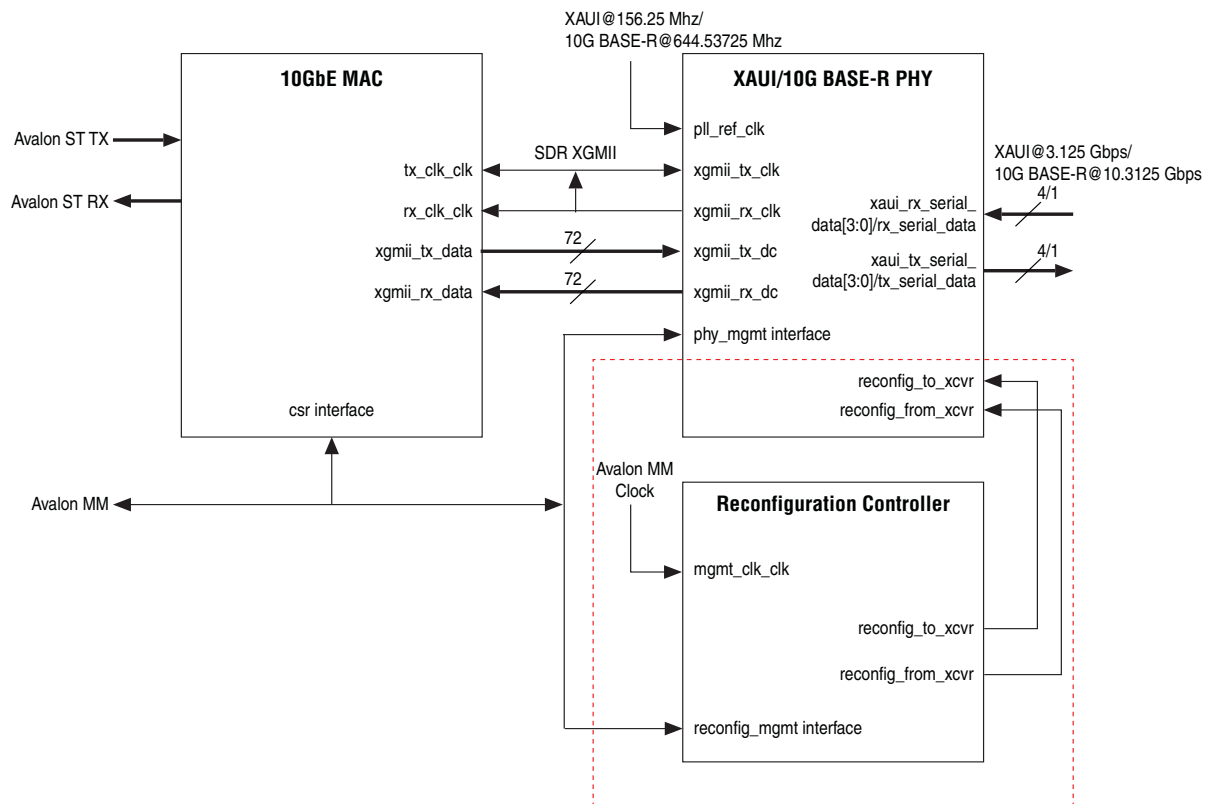 XAUI@156.25 Mhz/
10G BASE-R@644.53725 Mhz
10GbE MAC
XAUI/10G BASE-R PHY
Avalon ST TX
Avalon ST RX
tx_clk_clk
rx_clk_clk
xgmii_tx_data
xgmii_rx_data
csr interface
SDR XGMII
72
72
pll_ref_clk
xgmii_tx_clk
xgmii_rx_clk
xgmii_tx_dc
xgmii_rx_dc
phy_mgmt interface
xaui_rx_serial_
data[3:0]/rx_serial_data
xaui_tx_serial_
data[3:0]/tx_serial_data
XAUI@3.125 Gbps/
10G BASE-R@10.3125 Gbps
4/1
4/1
reconfig_to_xcvr
reconfig_from_xcvr
Avalon MM
Avalon MM
Clock
Reconfiguration Controller
mgmt_clk_clk
reconfig_to_xcvr
reconfig_from_xcvr
reconfig_mgmt interface